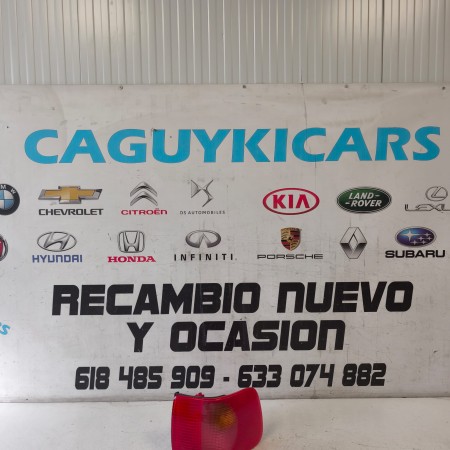 CAGUYKICARS
CHEVROLET CITROËN DS AUTOMOBILES KIA LAND- ROVER
HYUNDAI HONDA INFINITI PORSCHE RENAULT SUBARU
RECAMBIO NUEVO
Y OCASION
618 485 909 - 633 074 882